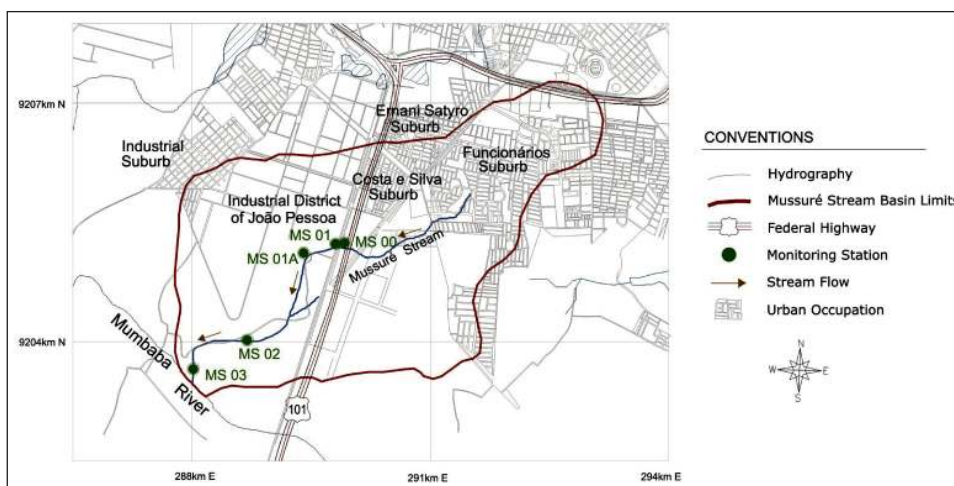 9207km N
9204km N
288km E
291km E
294km E
Ernani Satyro
Suburb
Industrial
Suburb
Funcionários
Suburb
Costa e Silva
Suburb
Industrial District
of João Pessoa
MS 01
MS 00
MS 01A
Mussuré Stream
MS 02
MS 03
Mumbaba
River
101
CONVENTIONS
Hydrography
Mussuré Stream Basin Limits
Federal Highway
Monitoring Station
Stream Flow
Urban Occupation
N
W
E
S